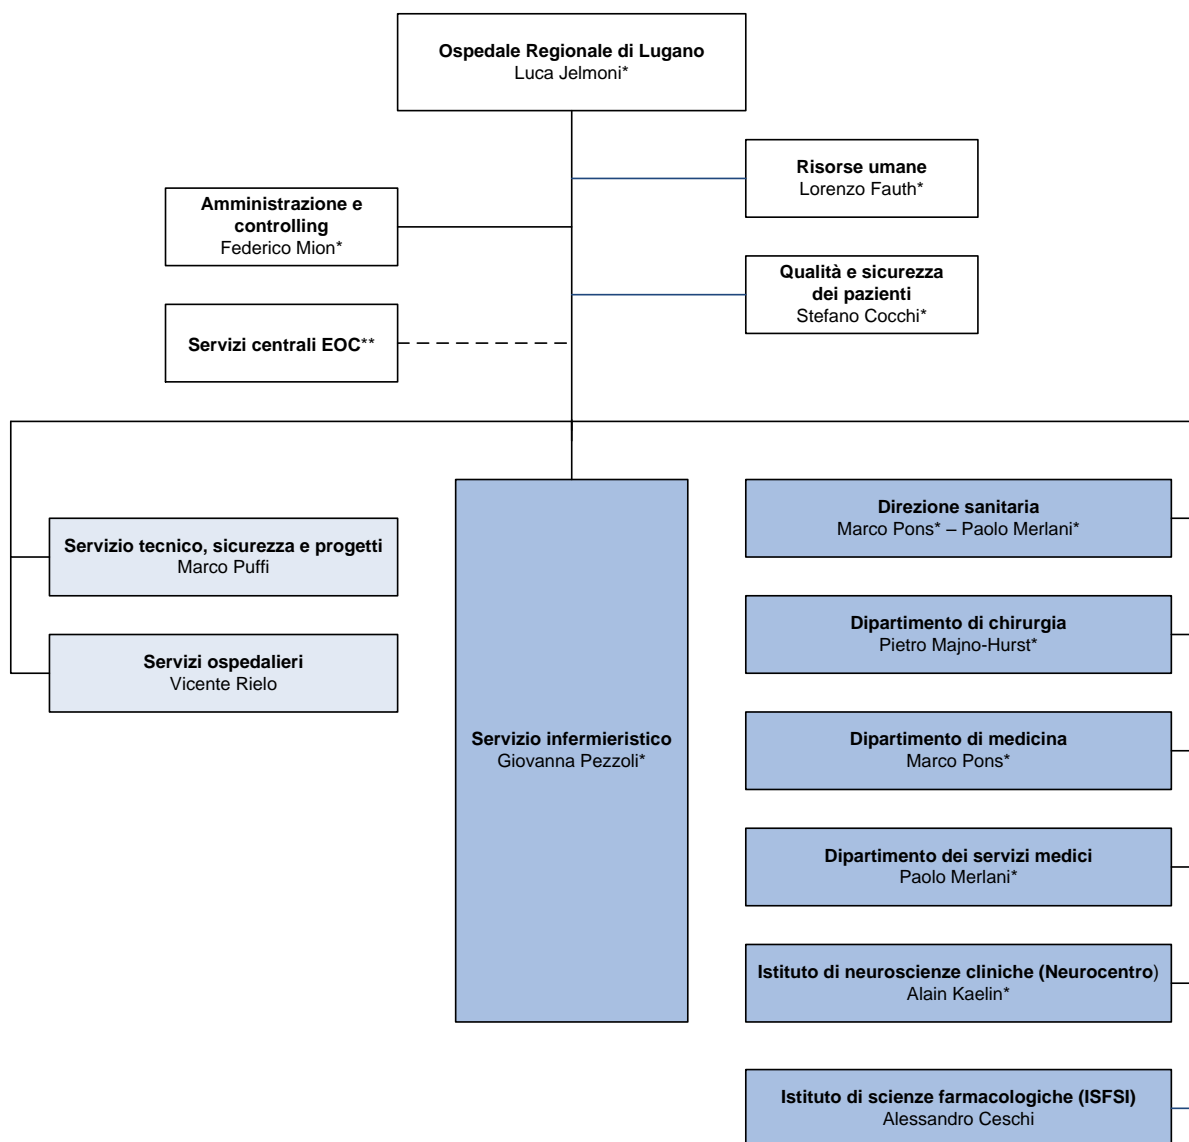 Ospedale Regionale di Lugano
Luca Jelmoni*
Risorse umane
Lorenzo Fauth*
Amministrazione e
controlling
Federico Mion*
Qualità e sicurezza
dei pazienti
Stefano Cocchi*
Servizi centrali EOC**
Servizio tecnico, sicurezza e progetti
Marco Puffi
Servizi ospedalieri
Vicente Rielo
Servizio infermieristico
Giovanna Pezzoli*
Direzione sanitaria
Marco Pons* – Paolo Merlani*
Dipartimento di chirurgia
Pietro Majno-Hurst*
Dipartimento di medicina
Marco Pons*
Dipartimento dei servizi medici
Paolo Merlani*
Istituto di neuroscienze cliniche (Neurocentro)
Alain Kaelin*
Istituto di scienze farmacologiche (ISFSI)
Alessandro Ceschi